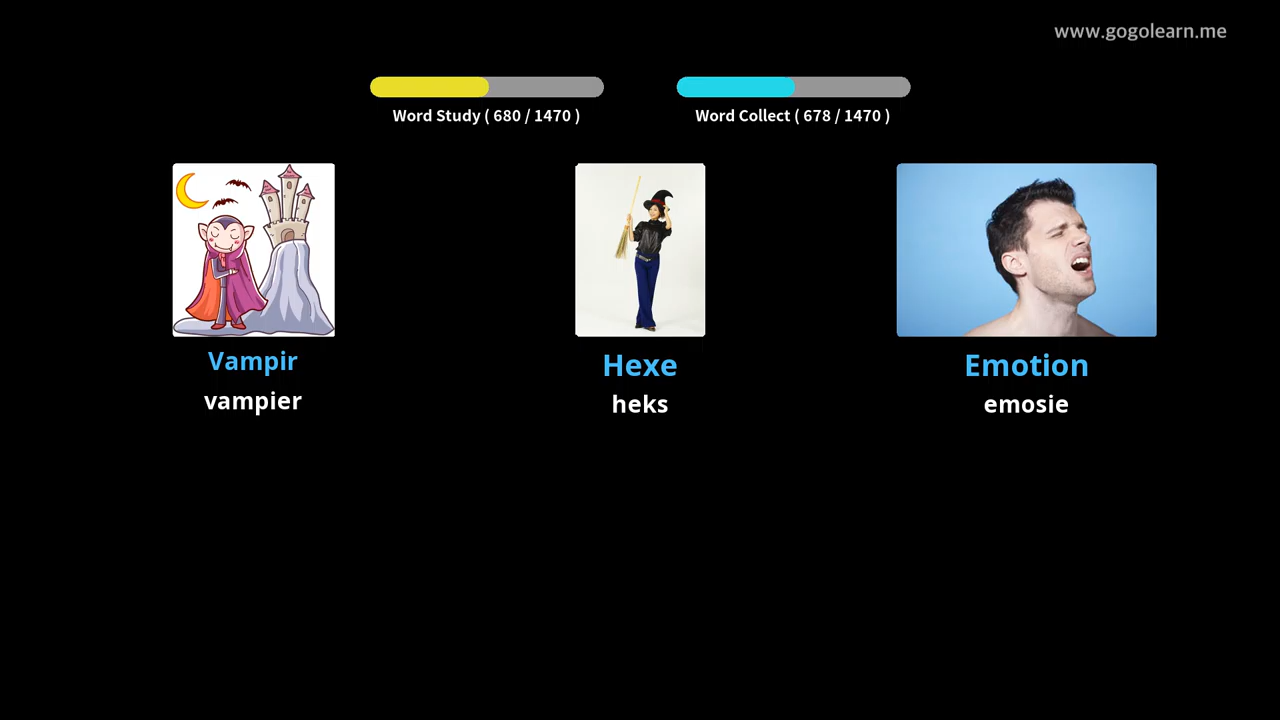 www.gogolearn.me
Word Study ( 680 / 1470 )
Word Collect ( 678 / 1470 )
Vampir
vampier
Hexe
heks
Emotion
emosie